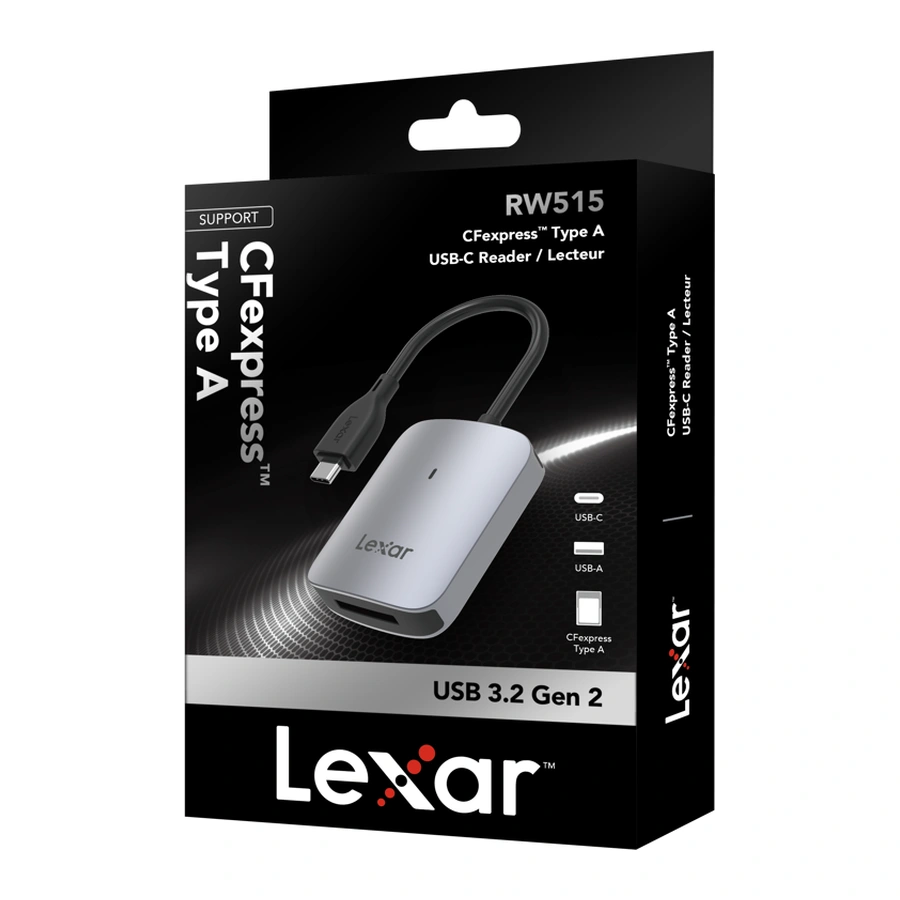 SUPPORT
CFexpress™
Type A
RW515
CFexpress™ Type A
USB-C Reader / Lecteur
Lexar
Lexar
USB-C
USB-A
CFexpress
Type A
USB 3.2 Gen 2
Lexar™
CFexpress™ Type A
USB-C Reader / Lecteur
Lexar™